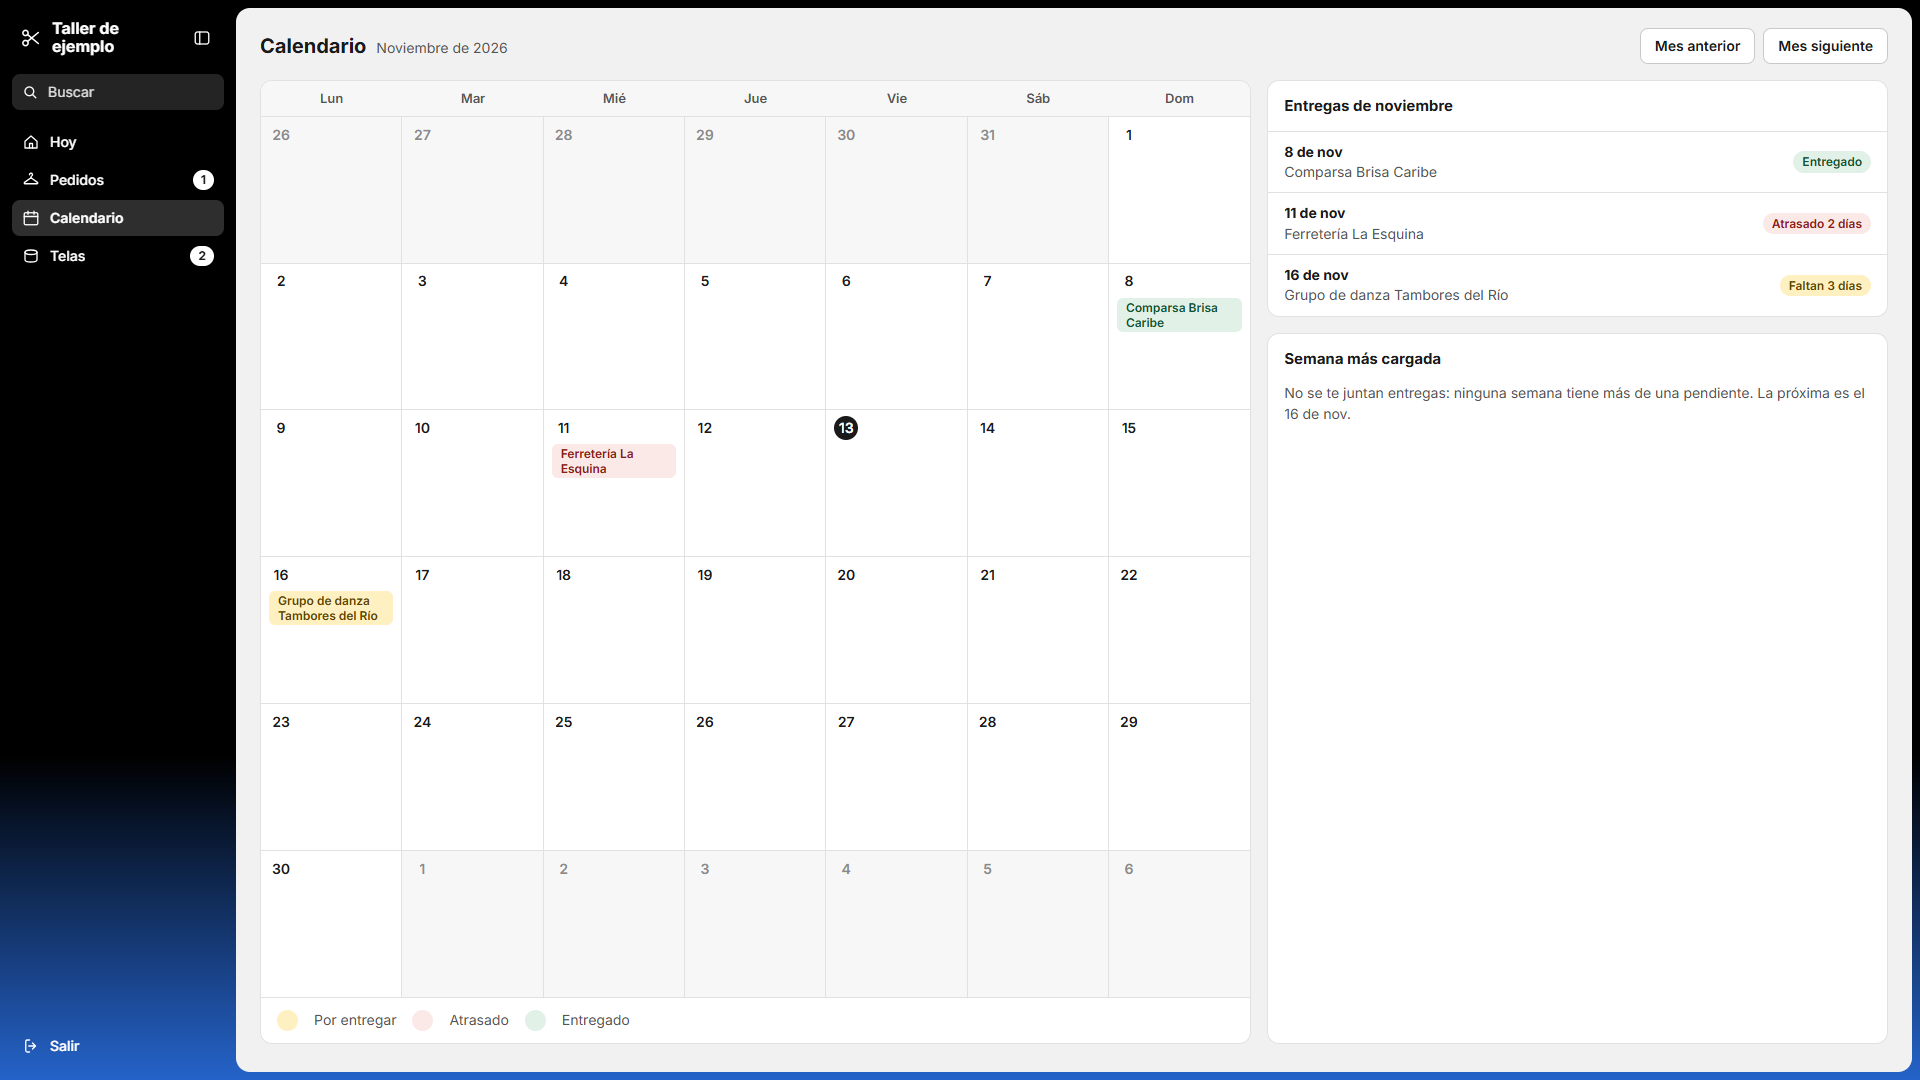 Taller de
ejemplo
Buscar
Hoy
Pedidos 1
Calendario
Telas 2
Salir
Calendario Noviembre de 2026
Mes anterior Mes siguiente
Lun Mar Mié Jue Vie Sáb Dom
26 27 28 29 30 31 1
2 3 4 5 6 7 8
Comparsa Brisa
Caribe
9 10 11 12 13 14 15
Ferretería La
Esquina
16 17 18 19 20 21 22
Grupo de danza
Tambores del Río
23 24 25 26 27 28 29
30 1 2 3 4 5 6
Por entregar Atrasado Entregado
Entregas de noviembre
8 de nov
Comparsa Brisa Caribe
Entregado
11 de nov
Ferretería La Esquina
Atrasado 2 días
16 de nov
Grupo de danza Tambores del Río
Faltan 3 días
Semana más cargada
No se te juntan entregas: ninguna semana tiene más de una pendiente. La próxima es el
16 de nov.